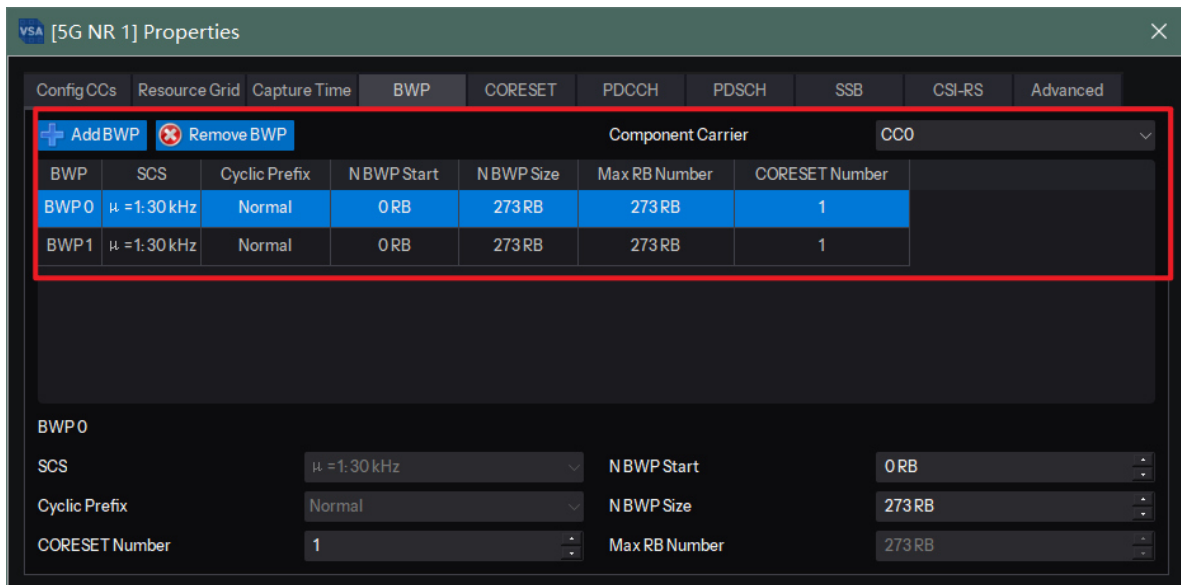 VSA [5G NR 1] Properties
Config CCs Resource Grid Capture Time BWP CORESET PDCCH PDSCH SSB CSI-RS Advanced
Add BWP Remove BWP Component Carrier CC0
BWP SCS Cyclic Prefix N BWP Start N BWP Size Max RB Number CORESET Number
BWP 0 μ =1: 30 kHz Normal 0 RB 273 RB 273 RB 1
BWP 1 μ =1: 30 kHz Normal 0 RB 273 RB 273 RB 1
BWP 0
SCS μ =1: 30 kHz N BWP Start 0 RB
Cyclic Prefix Normal N BWP Size 273 RB
CORESET Number 1 Max RB Number 273 RB